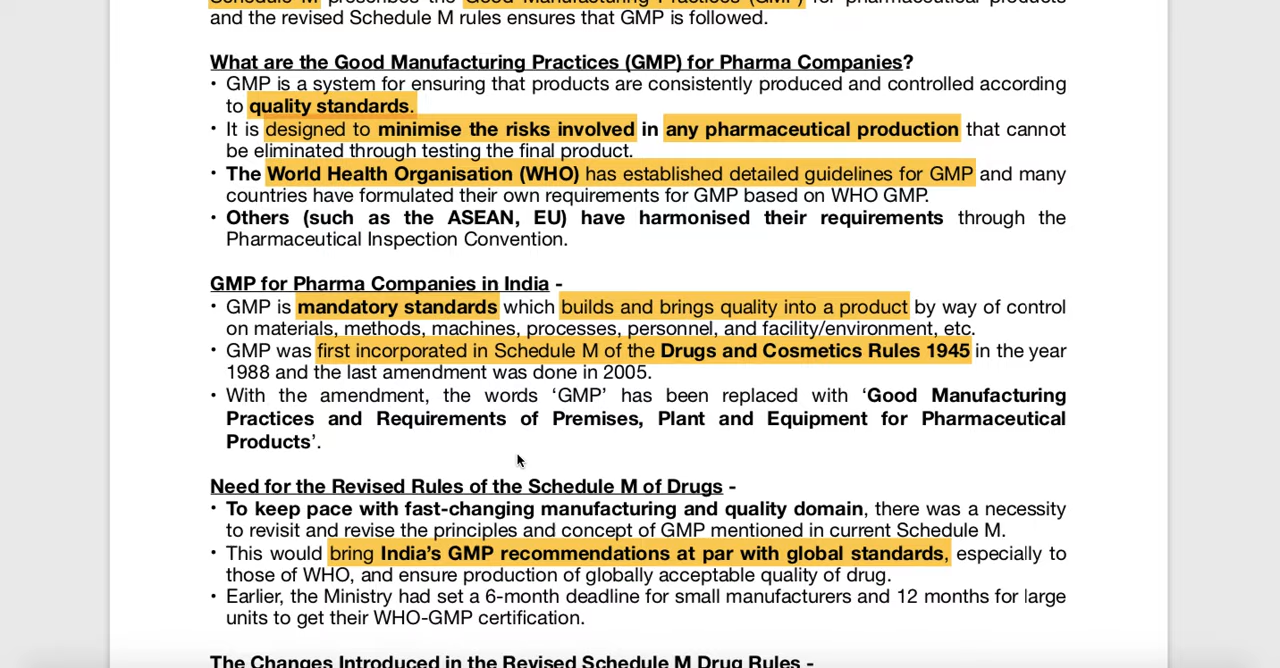 Schedule M prescribes the Good Manufacturing Practices (GMP) for pharmaceutical products
and the revised Schedule M rules ensures that GMP is followed.
What are the Good Manufacturing Practices (GMP) for Pharma Companies?
• GMP is a system for ensuring that products are consistently produced and controlled according
to quality standards.
• It is designed to minimise the risks involved in any pharmaceutical production that cannot
be eliminated through testing the final product.
• The World Health Organisation (WHO) has established detailed guidelines for GMP and many
countries have formulated their own requirements for GMP based on WHO GMP.
• Others (such as the ASEAN, EU) have harmonised their requirements through the
Pharmaceutical Inspection Convention.
GMP for Pharma Companies in India -
• GMP is mandatory standards which builds and brings quality into a product by way of control
on materials, methods, machines, processes, personnel, and facility/environment, etc.
• GMP was first incorporated in Schedule M of the Drugs and Cosmetics Rules 1945 in the year
1988 and the last amendment was done in 2005.
• With the amendment, the words ‘GMP’ has been replaced with ‘Good Manufacturing
Practices and Requirements of Premises, Plant and Equipment for Pharmaceutical
Products’.
Need for the Revised Rules of the Schedule M of Drugs -
• To keep pace with fast-changing manufacturing and quality domain, there was a necessity
to revisit and revise the principles and concept of GMP mentioned in current Schedule M.
• This would bring India’s GMP recommendations at par with global standards, especially to
those of WHO, and ensure production of globally acceptable quality of drug.
• Earlier, the Ministry had set a 6-month deadline for small manufacturers and 12 months for large
units to get their WHO-GMP certification.
The Changes Introduced in the Revised Schedule M Drug Rules -